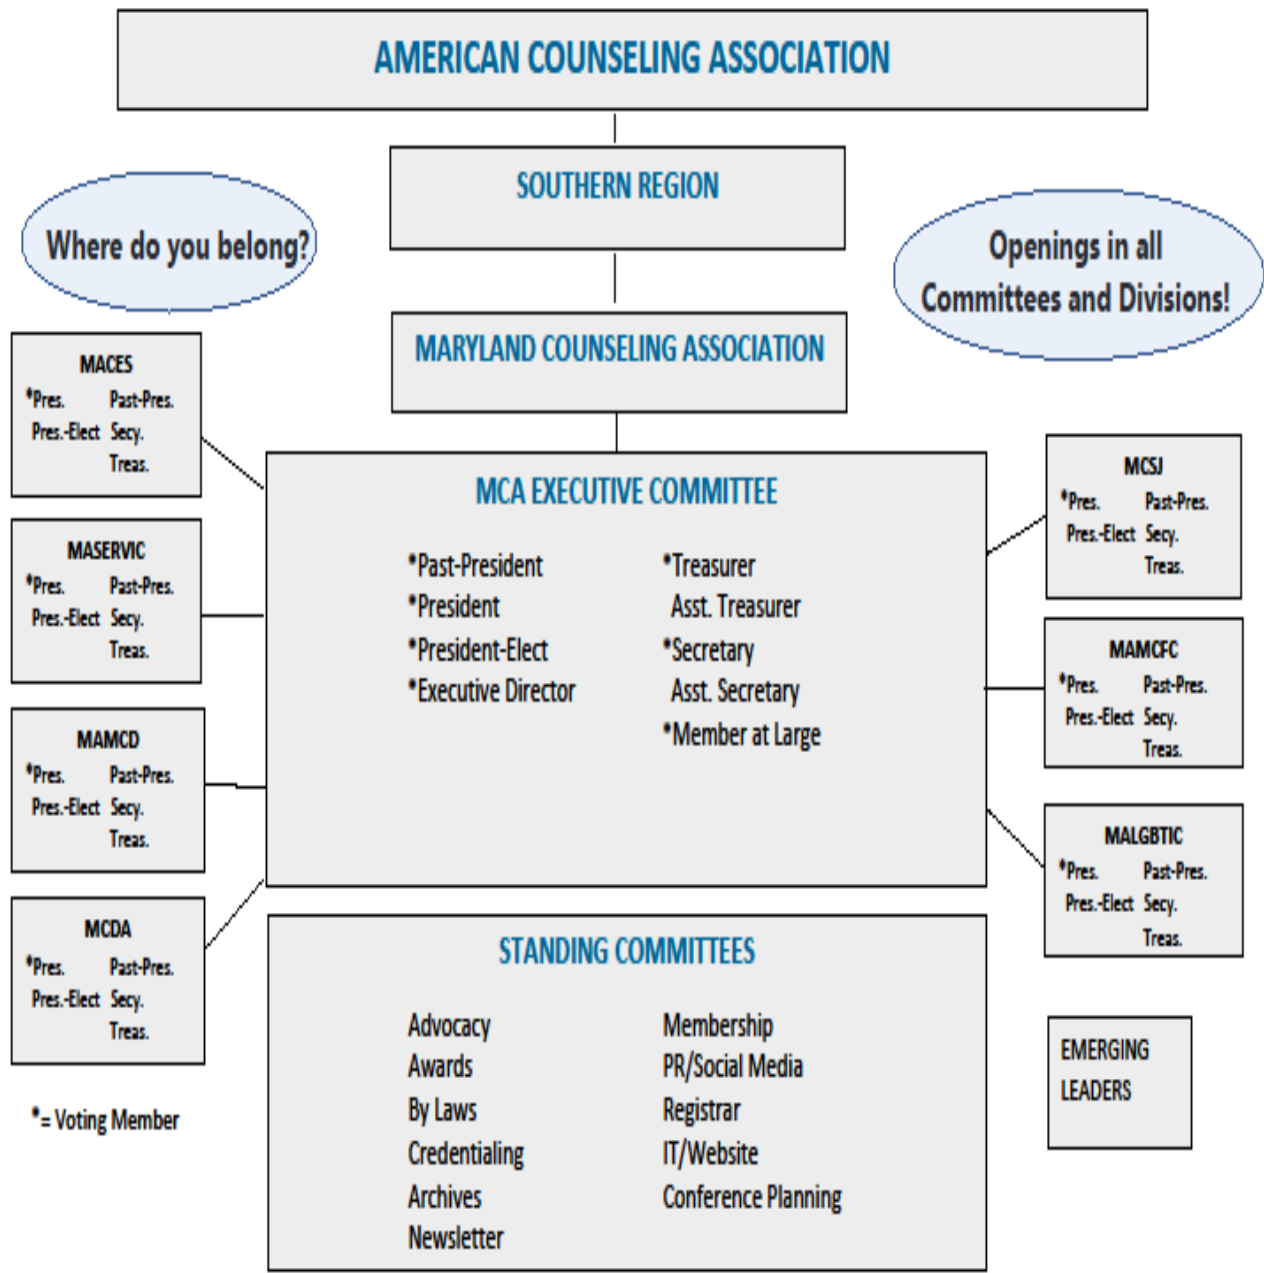 AMERICAN COUNSELING ASSOCIATION
SOUTHERN REGION
Where do you belong?
Openings in all
Committees and Divisions!
MARYLAND COUNSELING ASSOCIATION
MACES
*Pres. Past-Pres.
Pres.-Elect Secy.
Treas.
MASERVIC
*Pres. Past-Pres.
Pres.-Elect Secy.
Treas.
MAMCD
*Pres. Past-Pres.
Pres.-Elect Secy.
Treas.
MCDA
*Pres. Past-Pres.
Pres.-Elect Secy.
Treas.
*= Voting Member
MCA EXECUTIVE COMMITTEE
*Past-President *Treasurer
*President Asst. Treasurer
*President-Elect *Secretary
*Executive Director Asst. Secretary
*Member at Large
STANDING COMMITTEES
Advocacy Membership
Awards PR/Social Media
By Laws Registrar
Credentialing IT/Website
Archives Conference Planning
Newsletter
MCSJ
*Pres. Past-Pres.
Pres.-Elect Secy.
Treas.
MAMCFC
*Pres. Past-Pres.
Pres.-Elect Secy.
Treas.
MALGBTIC
*Pres. Past-Pres.
Pres.-Elect Secy.
Treas.
EMERGING
LEADERS